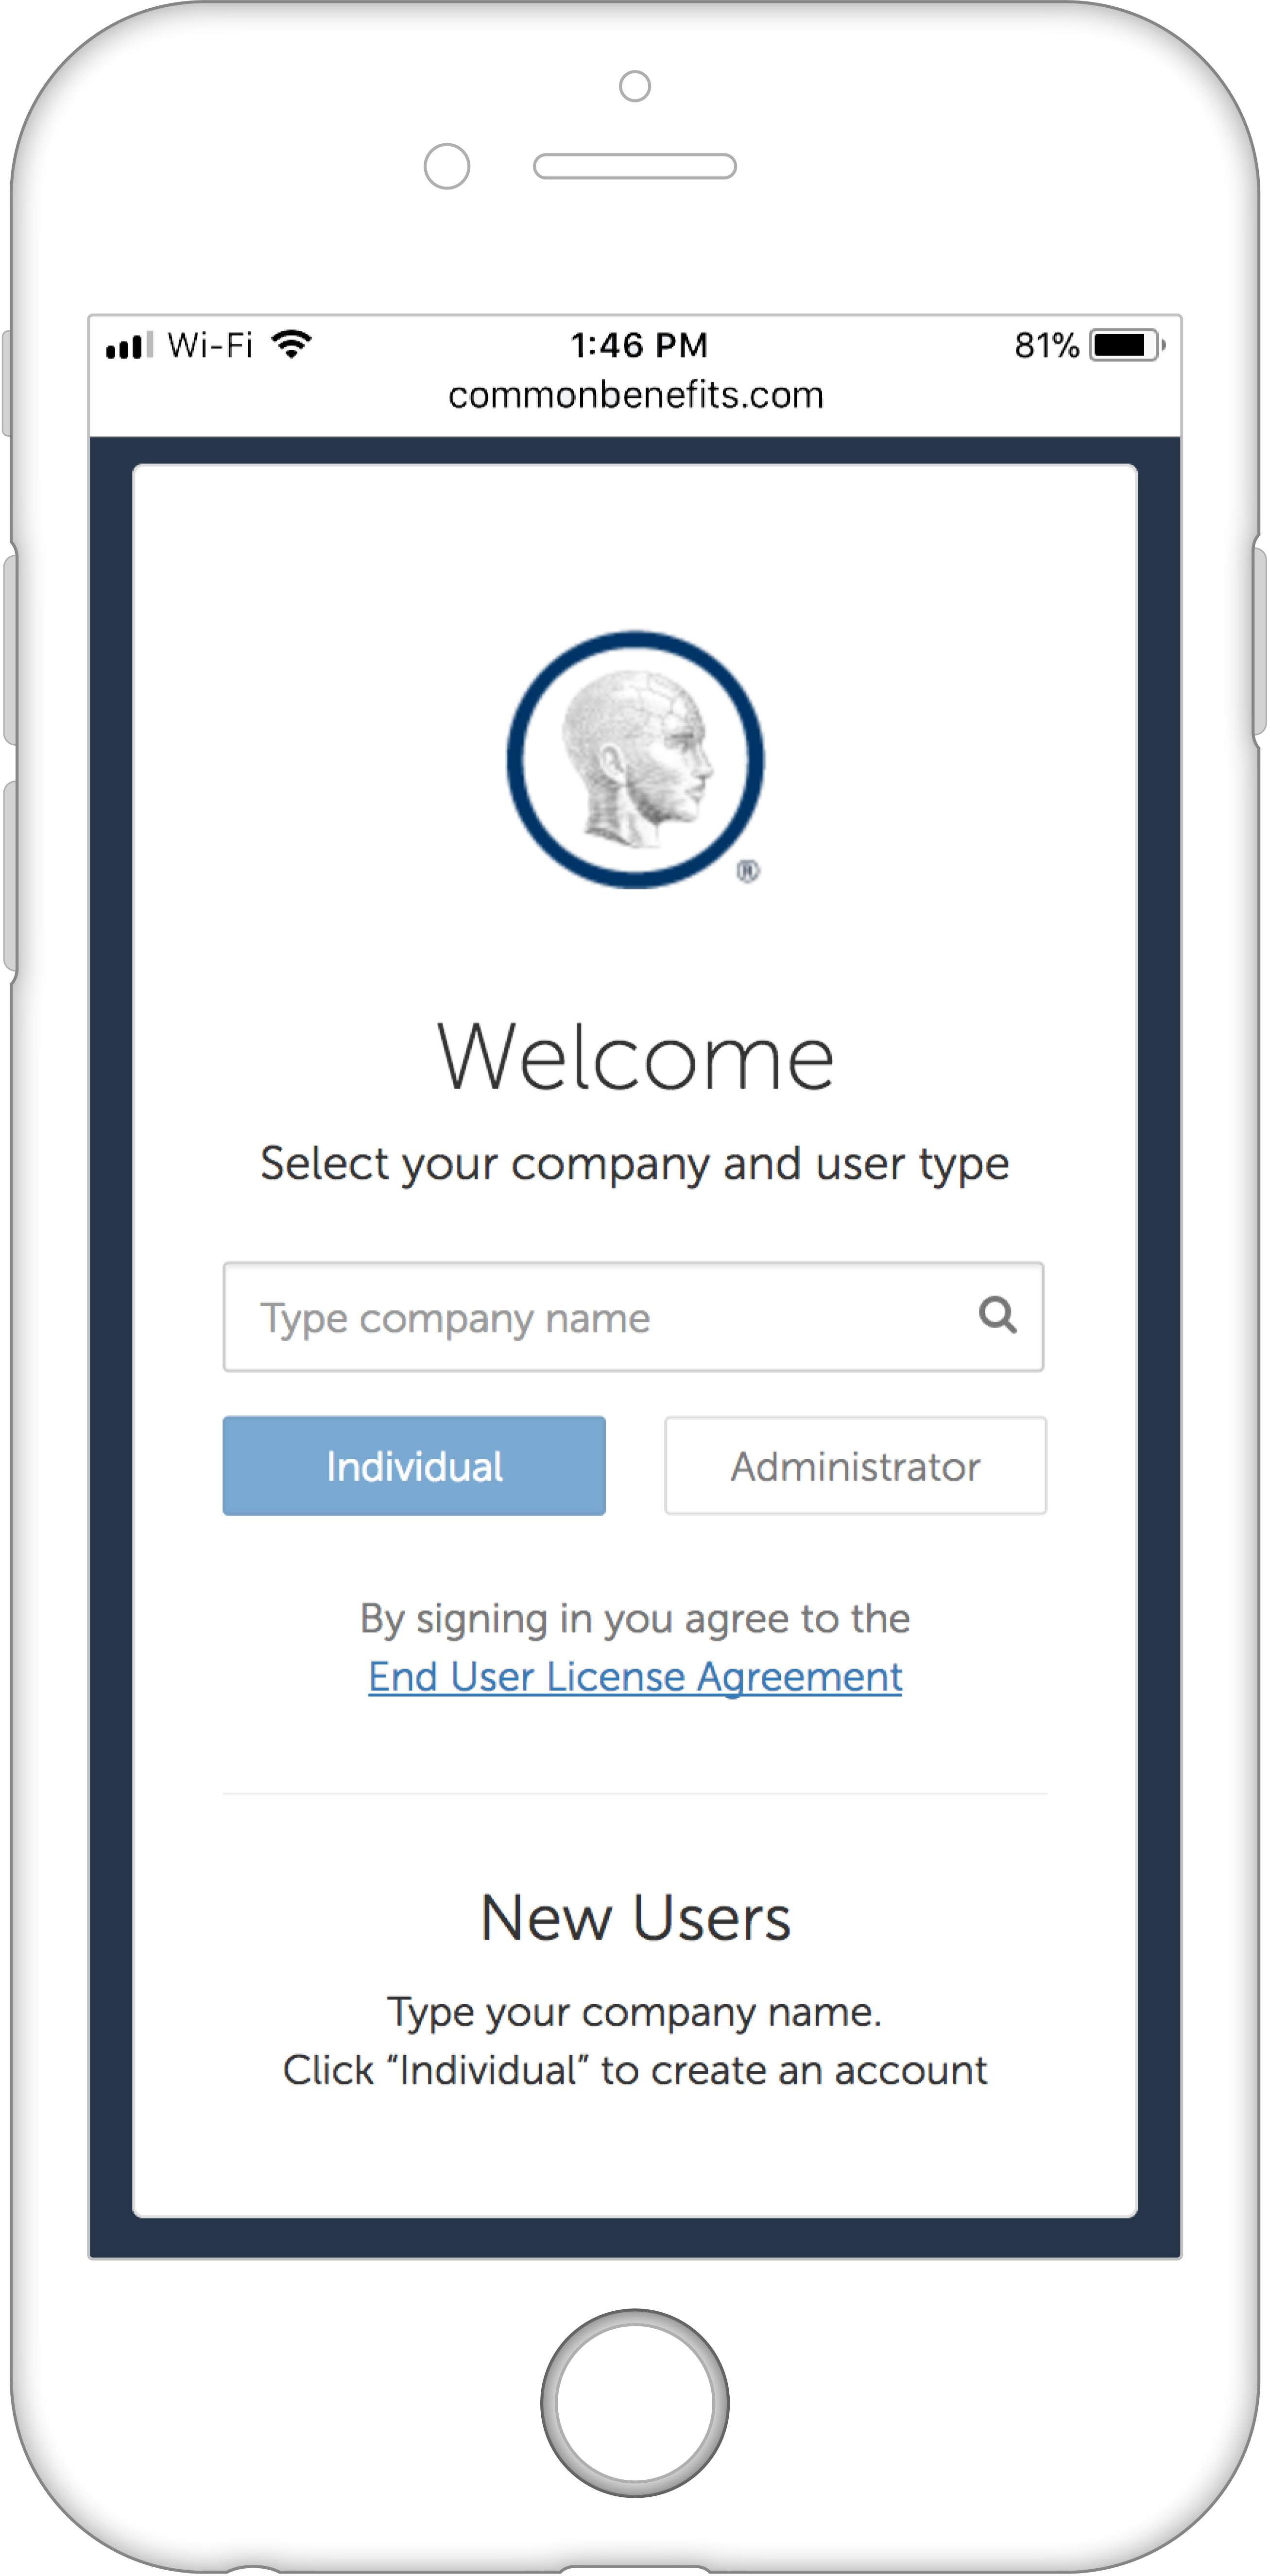 Wi-Fi 1:46 PM 81%
commonbenefits.com
®
Welcome
Select your company and user type
Type company name
Individual Administrator
By signing in you agree to the
End User License Agreement
New Users
Type your company name.
Click “Individual” to create an account